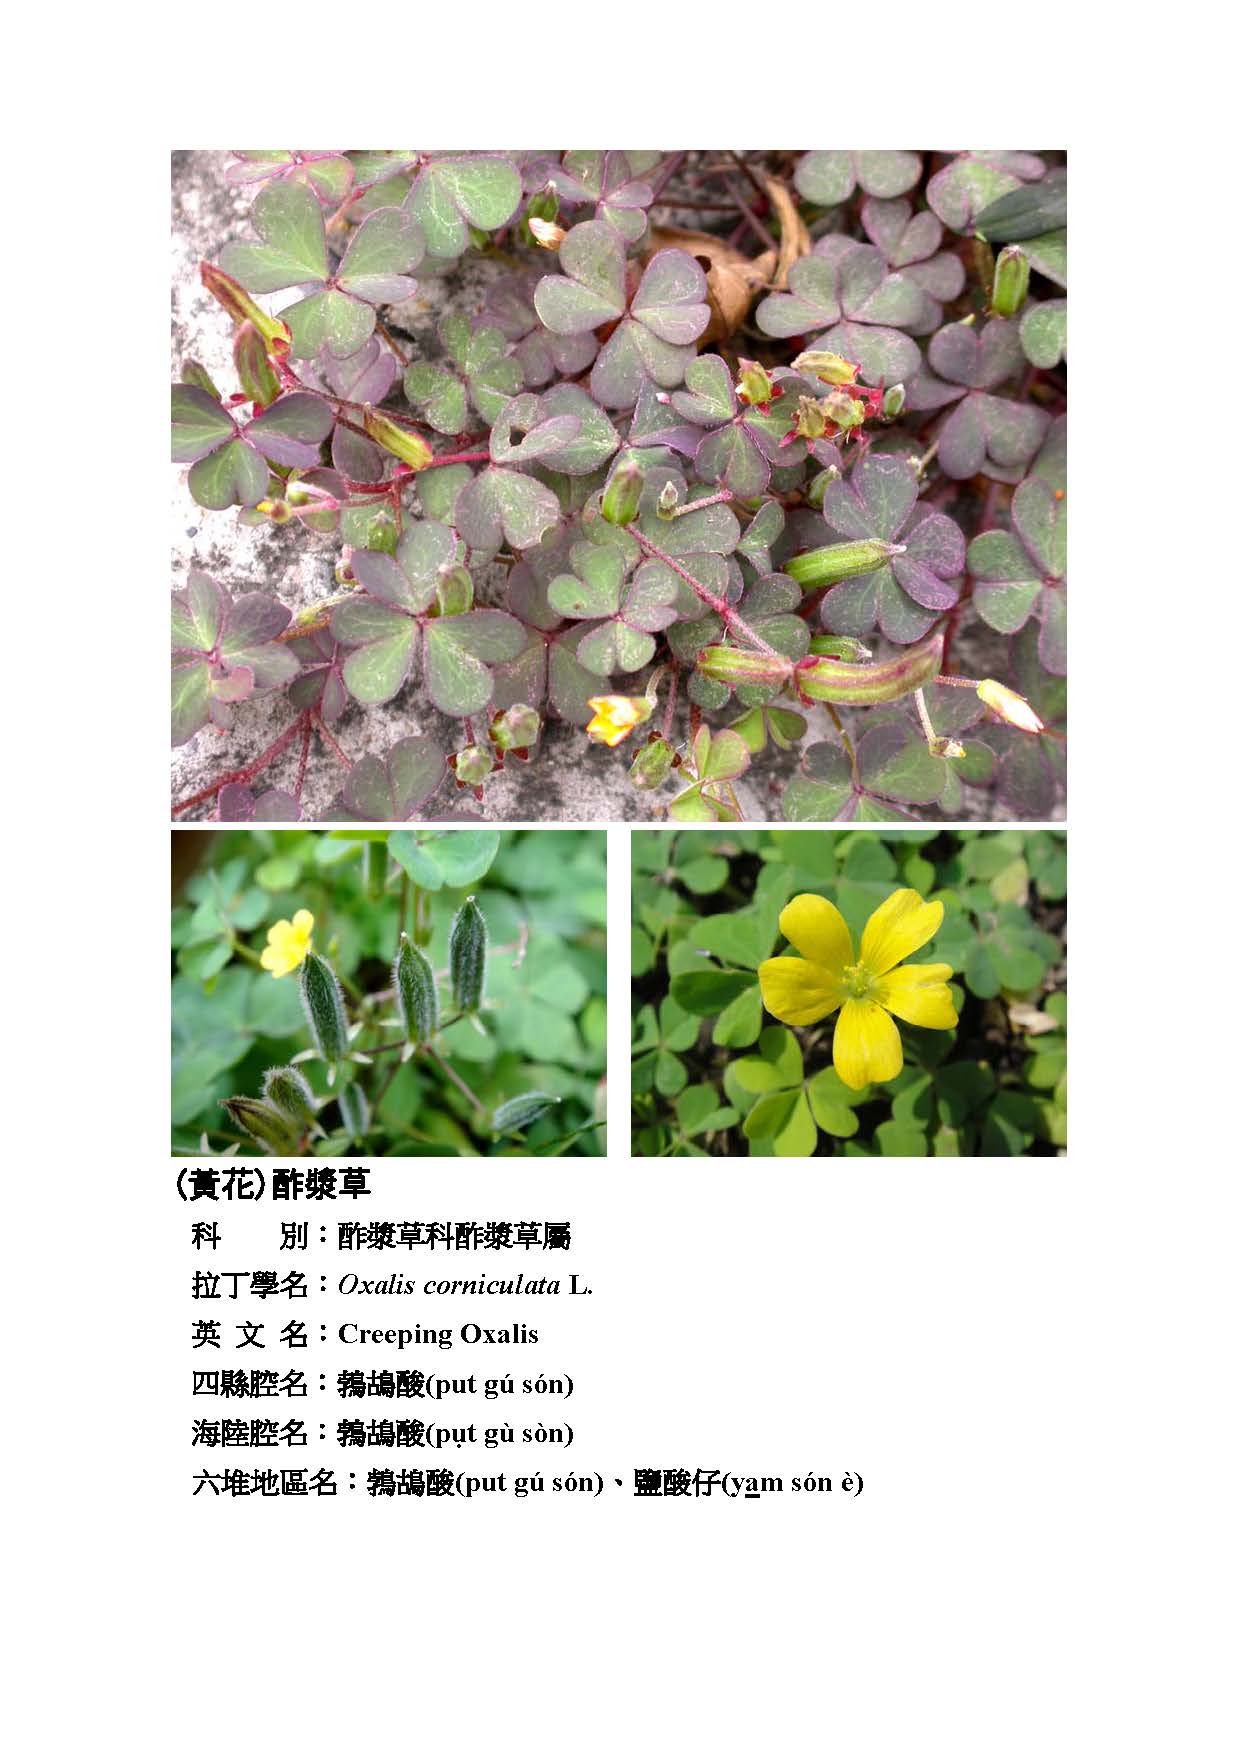 (黃花)酢漿草
科　　別：酢漿草科酢漿草屬
拉丁學名：Oxalis corniculata L.
英 文 名：Creeping Oxalis
四縣腔名：鵓鴣酸(put gú són)
海陸腔名：鵓鴣酸(pụt gù sòn)
六堆地區名：鵓鴣酸(put gú són)、鹽酸仔(ya̲m són è)